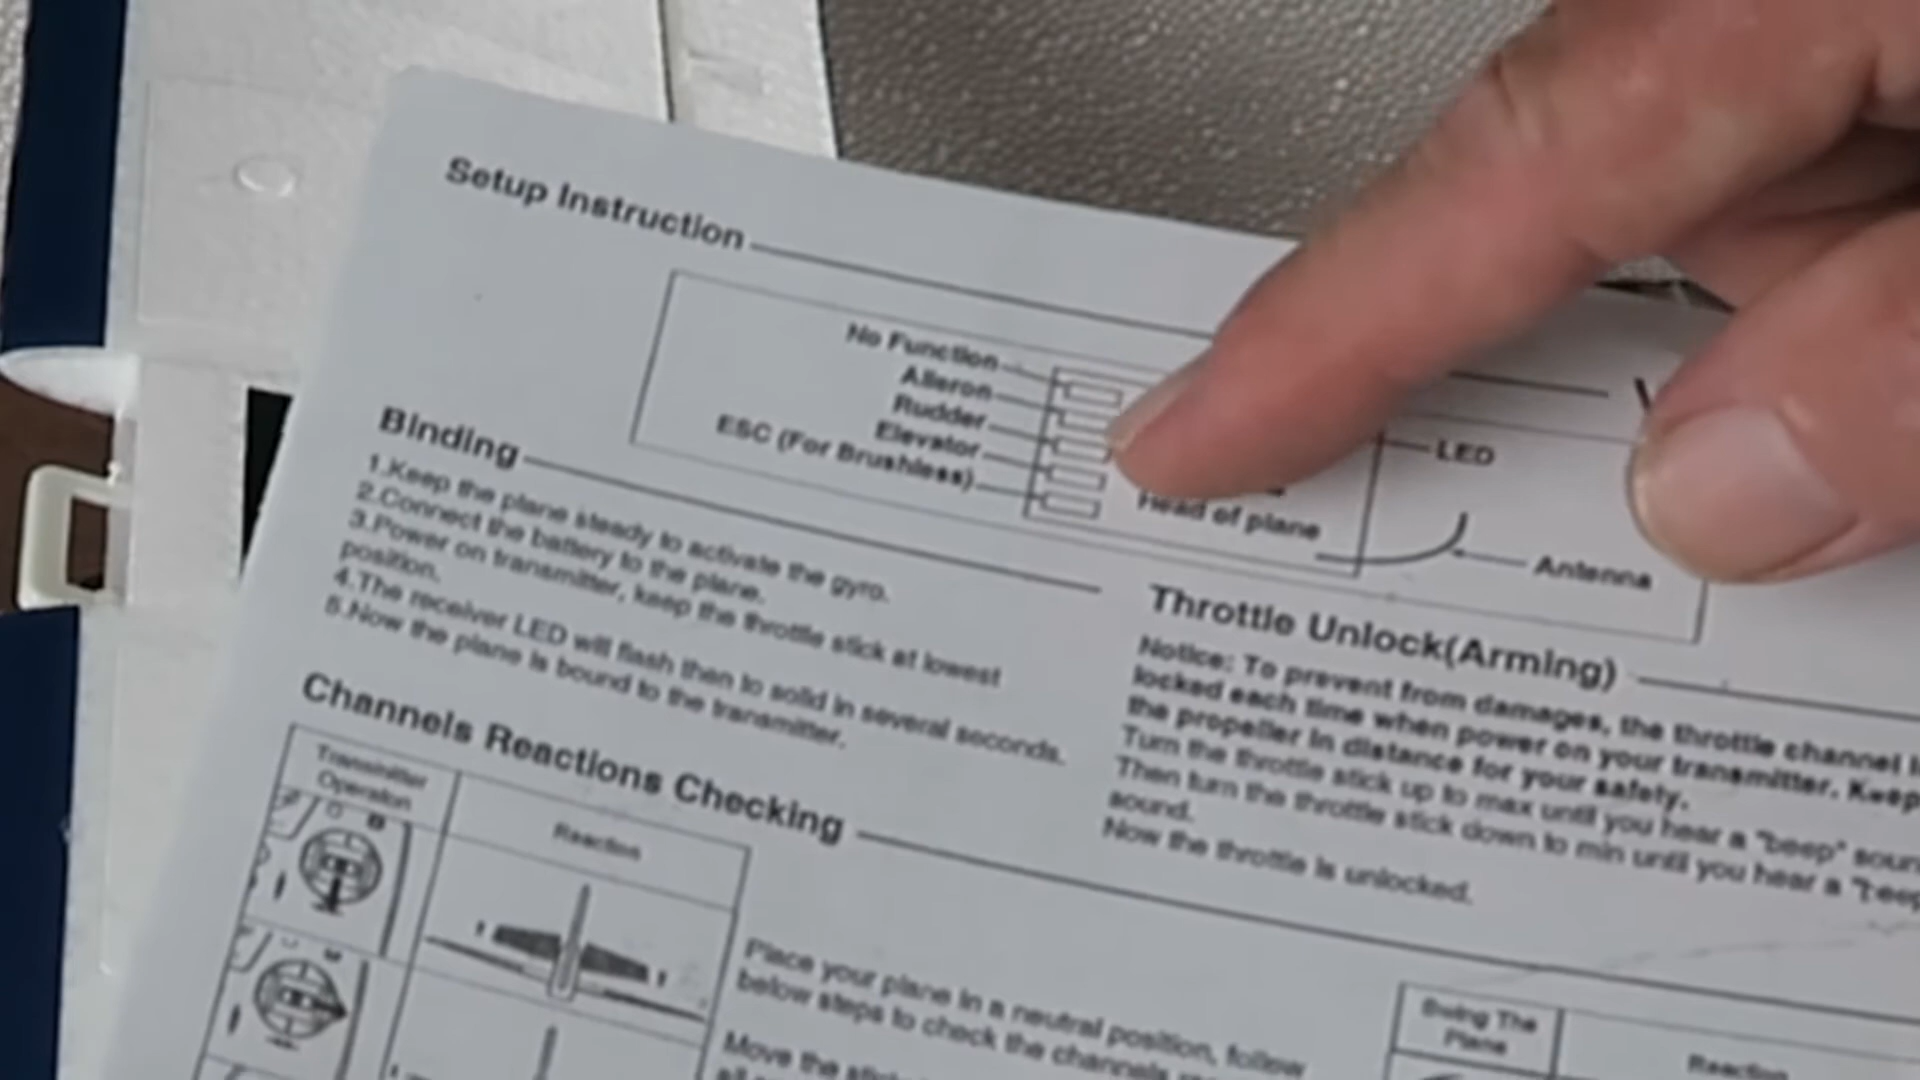 Setup Instruction
No Function
Aileron
Rudder
Elevator
ESC (For Brushless)
Head of plane
LED
Antenna
Binding
1.Keep the plane steady to activate the gyro.
2.Connect the battery to the plane.
3.Power on transmitter, keep the throttle stick at lowest
position.
4.The receiver LED will flash then to solid in several seconds.
5.Now the plane is bound to the transmitter.
Throttle Unlock(Arming)
Notice: To prevent from damages, the throttle channel
locked each time when power on your transmitter. Keep
the propeller in distance for your safety.
Turn the throttle stick up to max until you hear a "beep"
Then turn the throttle stick down to min until you hear a
sound.
Now the throttle is unlocked.
Channels Reactions Checking
Transmitter
Reaction
Place your plane in a neutral position, follow
below steps to check the channels
Move the
Swing The
Plane
Reaction